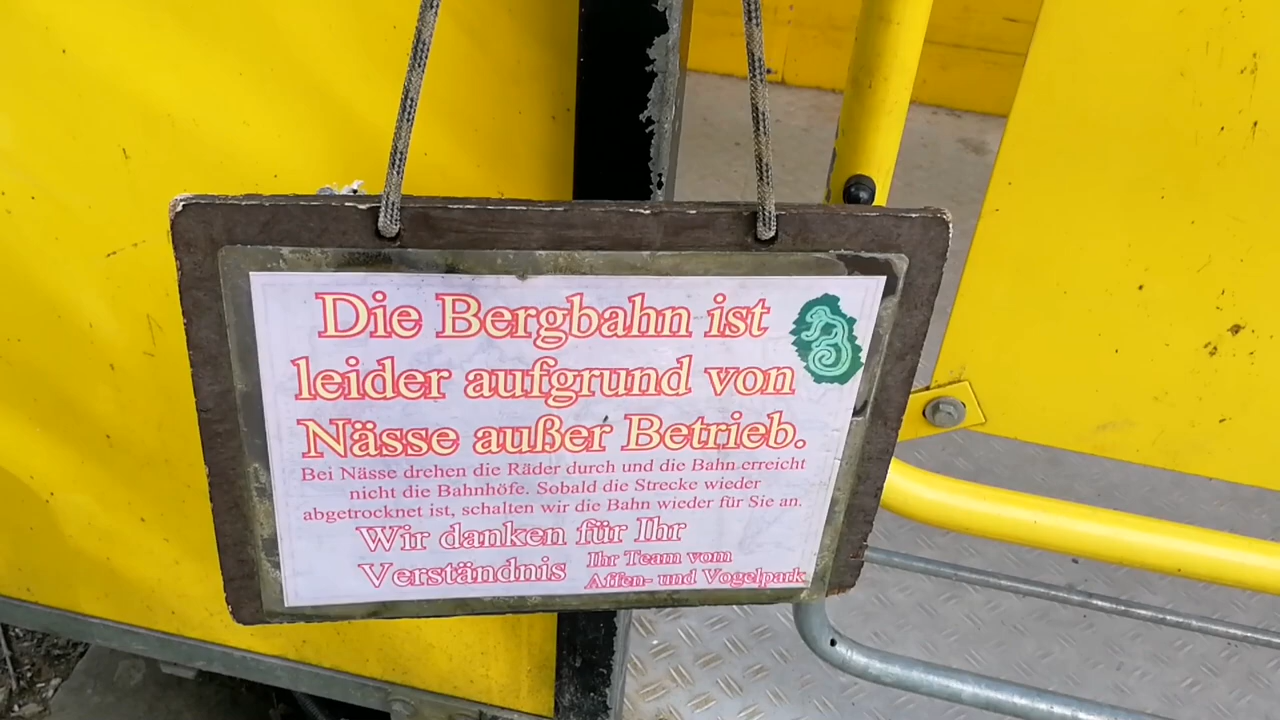 Die Bergbahn ist
leider aufgrund von
Nässe außer Betrieb.
Bei Nässe drehen die Räder durch und die Bahn erreicht
nicht die Bahnhöfe. Sobald die Strecke wieder
abgetrocknet ist, schalten wir die Bahn wieder für Sie an.
Wir danken für Ihr
Verständnis
Ihr Team vom
Affen- und Vogelpark